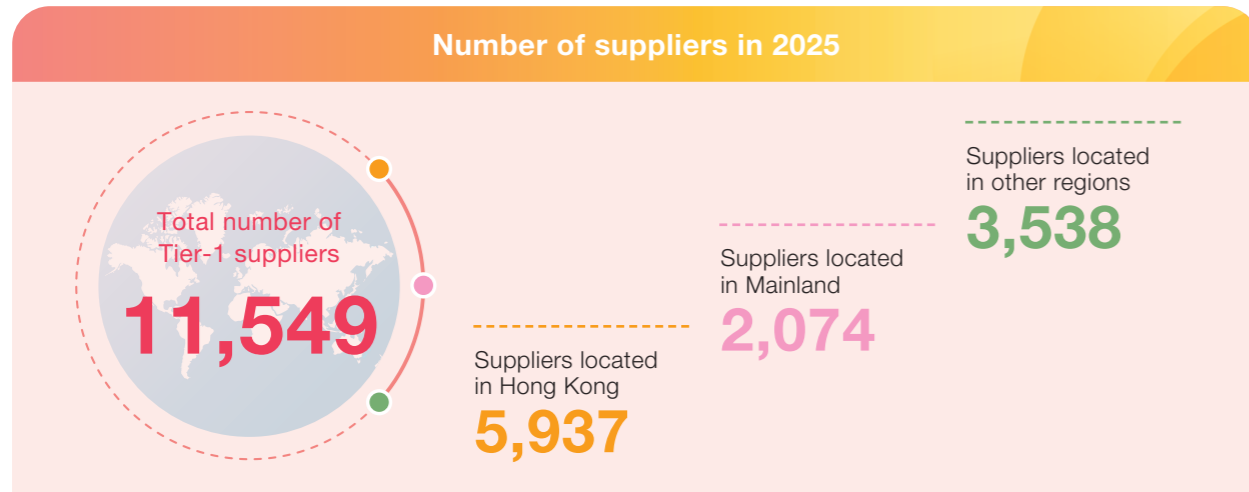 Number of suppliers in 2025
Total number of
Tier-1 suppliers
11,549
Suppliers located
in Hong Kong
5,937
Suppliers located
in Mainland
2,074
Suppliers located
in other regions
3,538